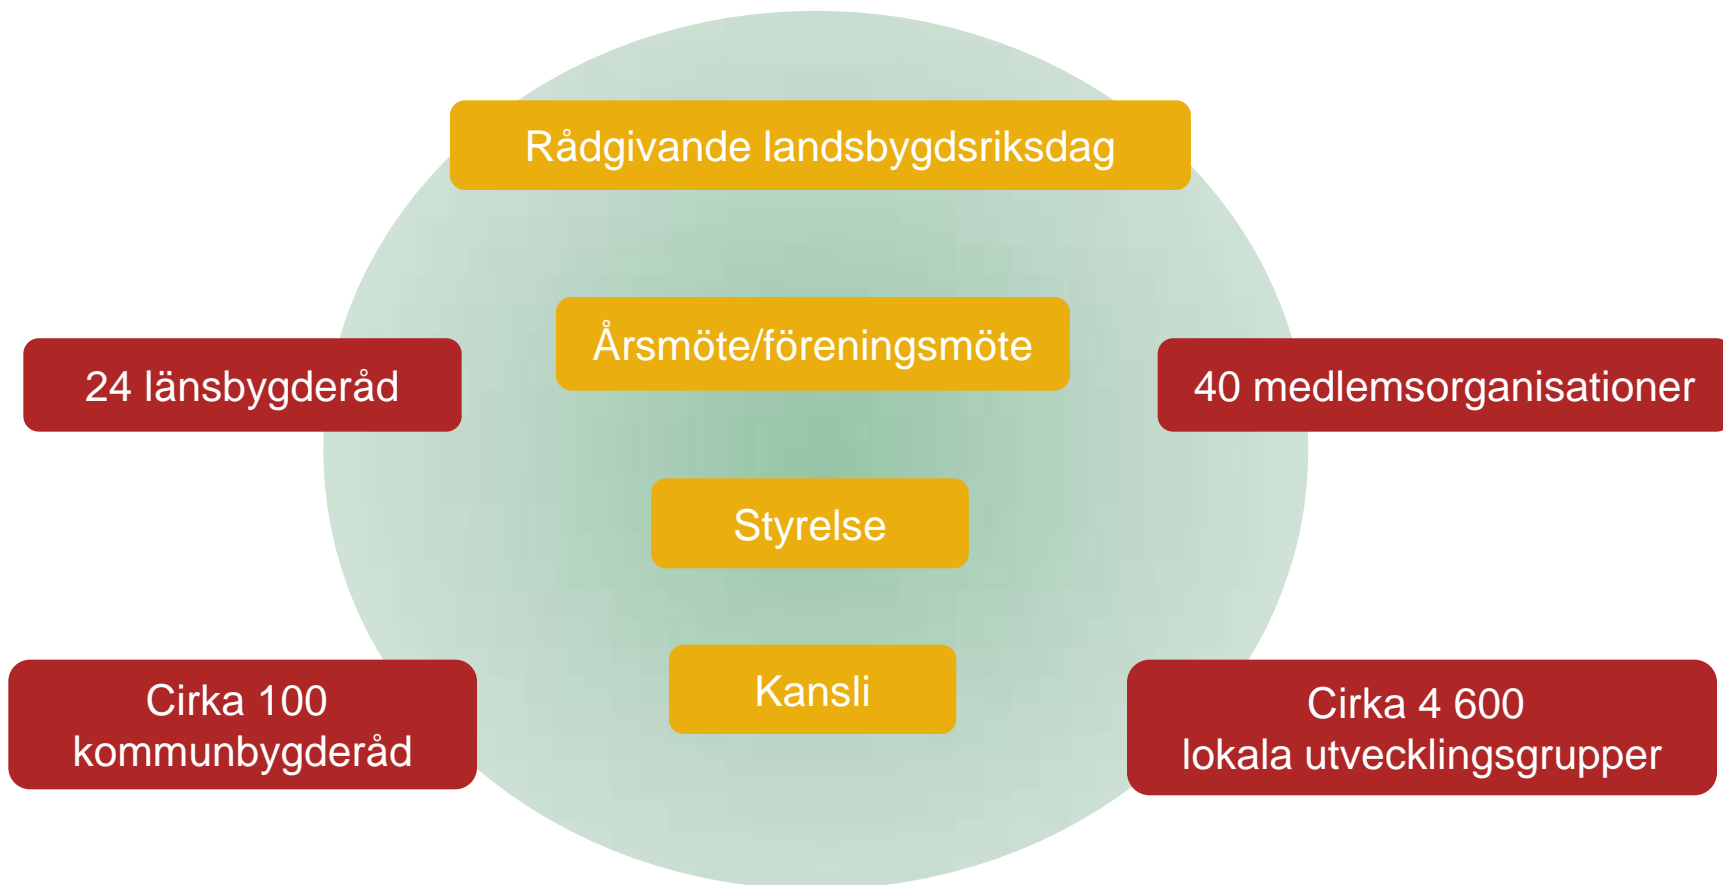 Rådgivande landsbygdsriksdag
Årsmöte/föreningsmöte
24 länsbygderåd
40 medlemsorganisationer
Styrelse
Kansli
Cirka 100
kommunbygderåd
Cirka 4 600
lokala utvecklingsgrupper